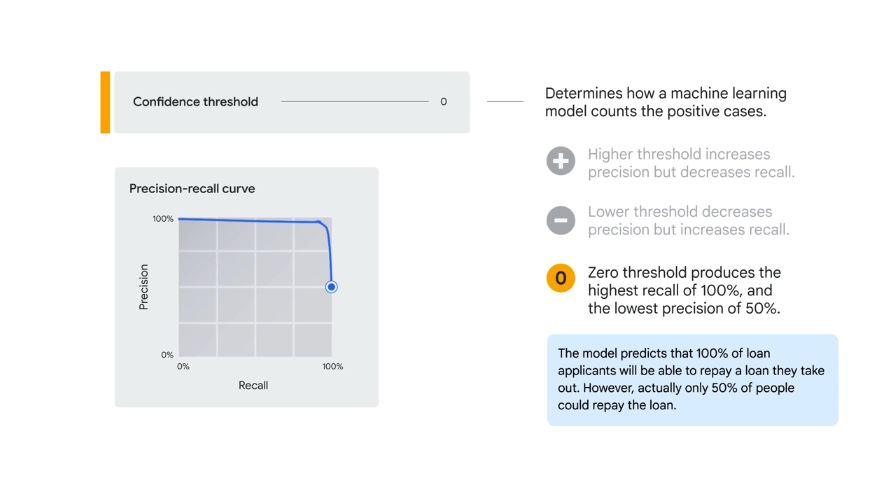 Confidence threshold
0
Determines how a machine learning
model counts the positive cases.
Higher threshold increases
precision but decreases recall.
Lower threshold decreases
precision but increases recall.
0
Zero threshold produces the
highest recall of 100%, and
the lowest precision of 50%.
The model predicts that 100% of loan
applicants will be able to repay a loan they take
out. However, actually only 50% of people
could repay the loan.
Precision-recall curve
100%
Precision
0%
0%
100%
Recall